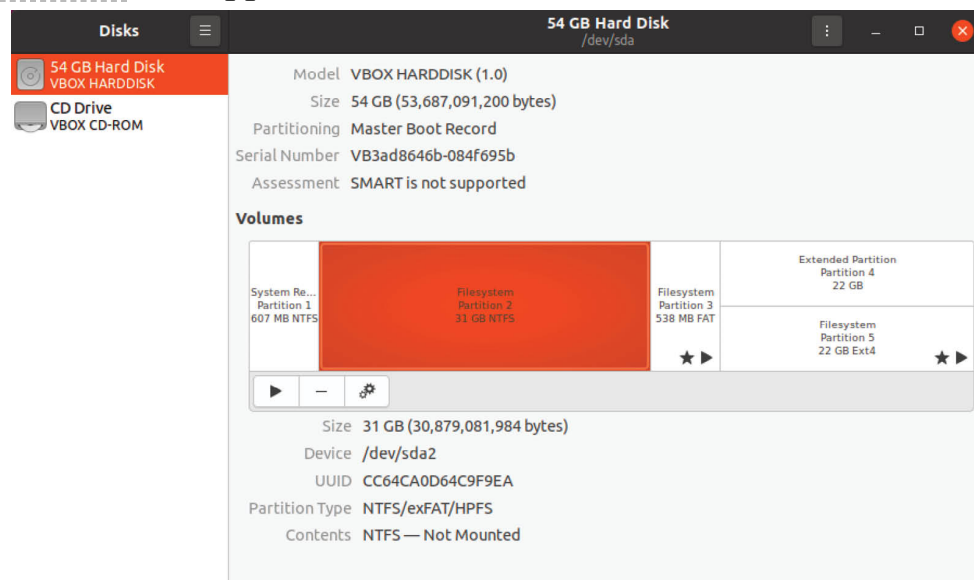 Disks
54 GB Hard Disk
/dev/sda
54 GB Hard Disk
VBOX HARDDISK
CD Drive
VBOX CD-ROM
Model VBOX HARDDISK (1.0)
Size 54 GB (53,687,091,200 bytes)
Partitioning Master Boot Record
Serial Number VB3ad8646b-084f695b
Assessment SMART is not supported
Volumes
System Re...
Partition 1
607 MB NTFS
Filesystem
Partition 2
31 GB NTFS
Filesystem
Partition 3
538 MB FAT
Extended Partition
Partition 4
22 GB
Filesystem
Partition 5
22 GB Ext4
Size 31 GB (30,879,081,984 bytes)
Device /dev/sda2
UUID CC64CA0D64C9F9EA
Partition Type NTFS/exFAT/HPFS
Contents NTFS — Not Mounted